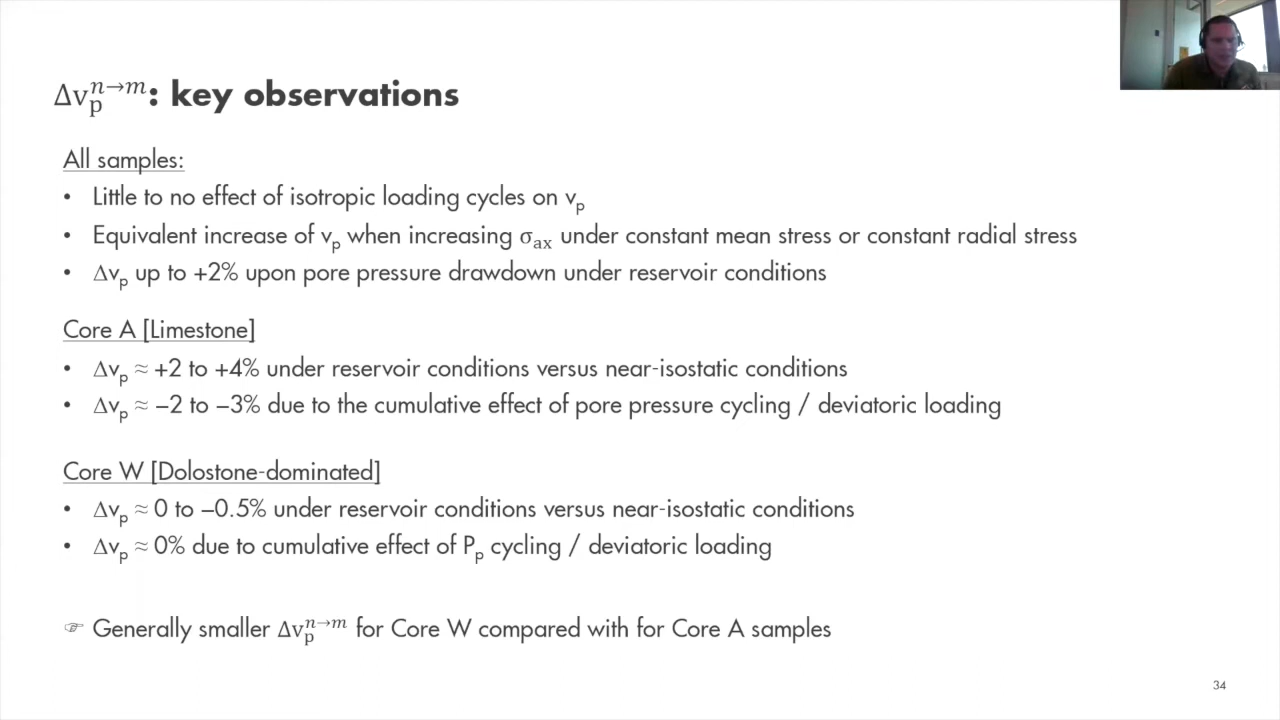 Δv_p^{n→m}: key observations
All samples:
• Little to no effect of isotropic loading cycles on v_p
• Equivalent increase of v_p when increasing σ_ax under constant mean stress or constant radial stress
• Δv_p up to +2% upon pore pressure drawdown under reservoir conditions
Core A [Limestone]
• Δv_p ≈ +2 to +4% under reservoir conditions versus near-isostatic conditions
• Δv_p ≈ −2 to −3% due to the cumulative effect of pore pressure cycling / deviatoric loading
Core W [Dolostone-dominated]
• Δv_p ≈ 0 to −0.5% under reservoir conditions versus near-isostatic conditions
• Δv_p ≈ 0% due to cumulative effect of P_p cycling / deviatoric loading
☞ Generally smaller Δv_p^{n→m} for Core W compared with for Core A samples
34